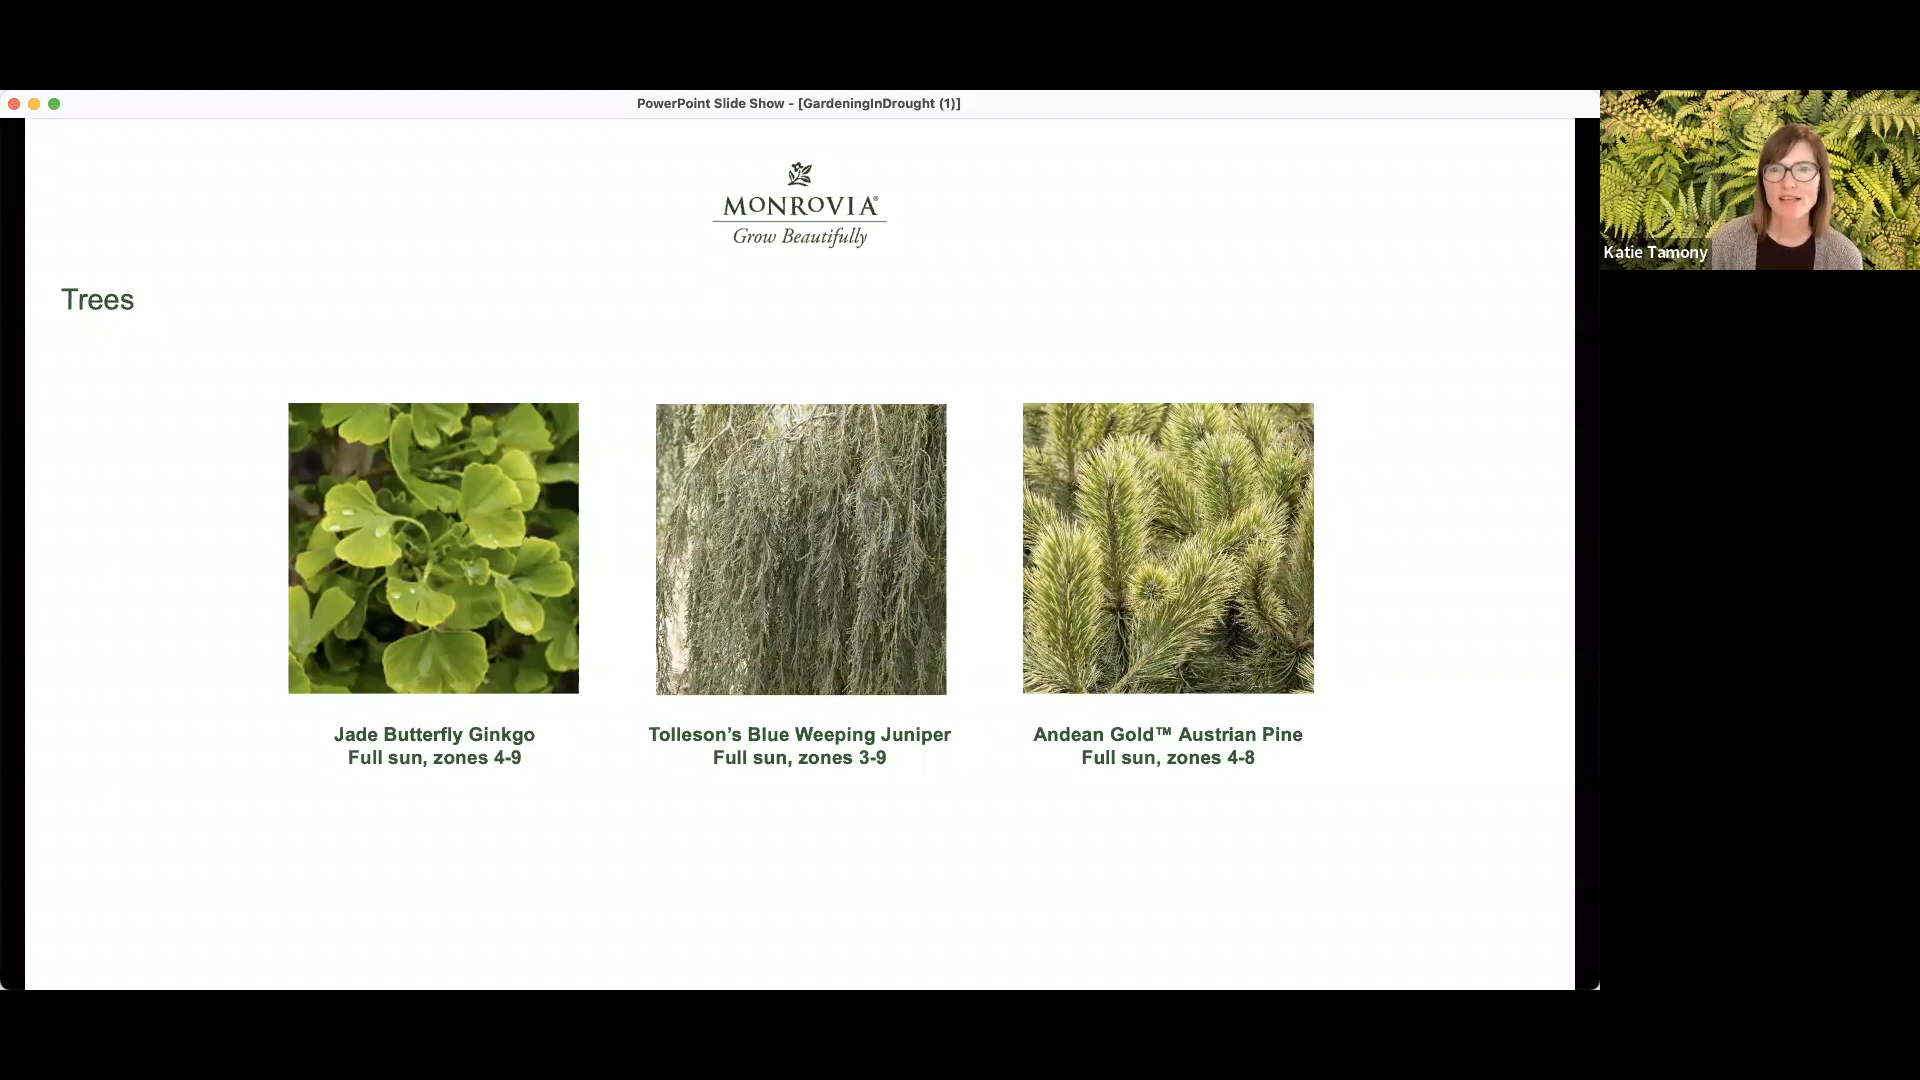 PowerPoint Slide Show - [GardeningInDrought (1)]
MONROVIA®
Grow Beautifully
Katie Tamony
Trees
Jade Butterfly Ginkgo
Full sun, zones 4-9
Tolleson’s Blue Weeping Juniper
Full sun, zones 3-9
Andean Gold™ Austrian Pine
Full sun, zones 4-8